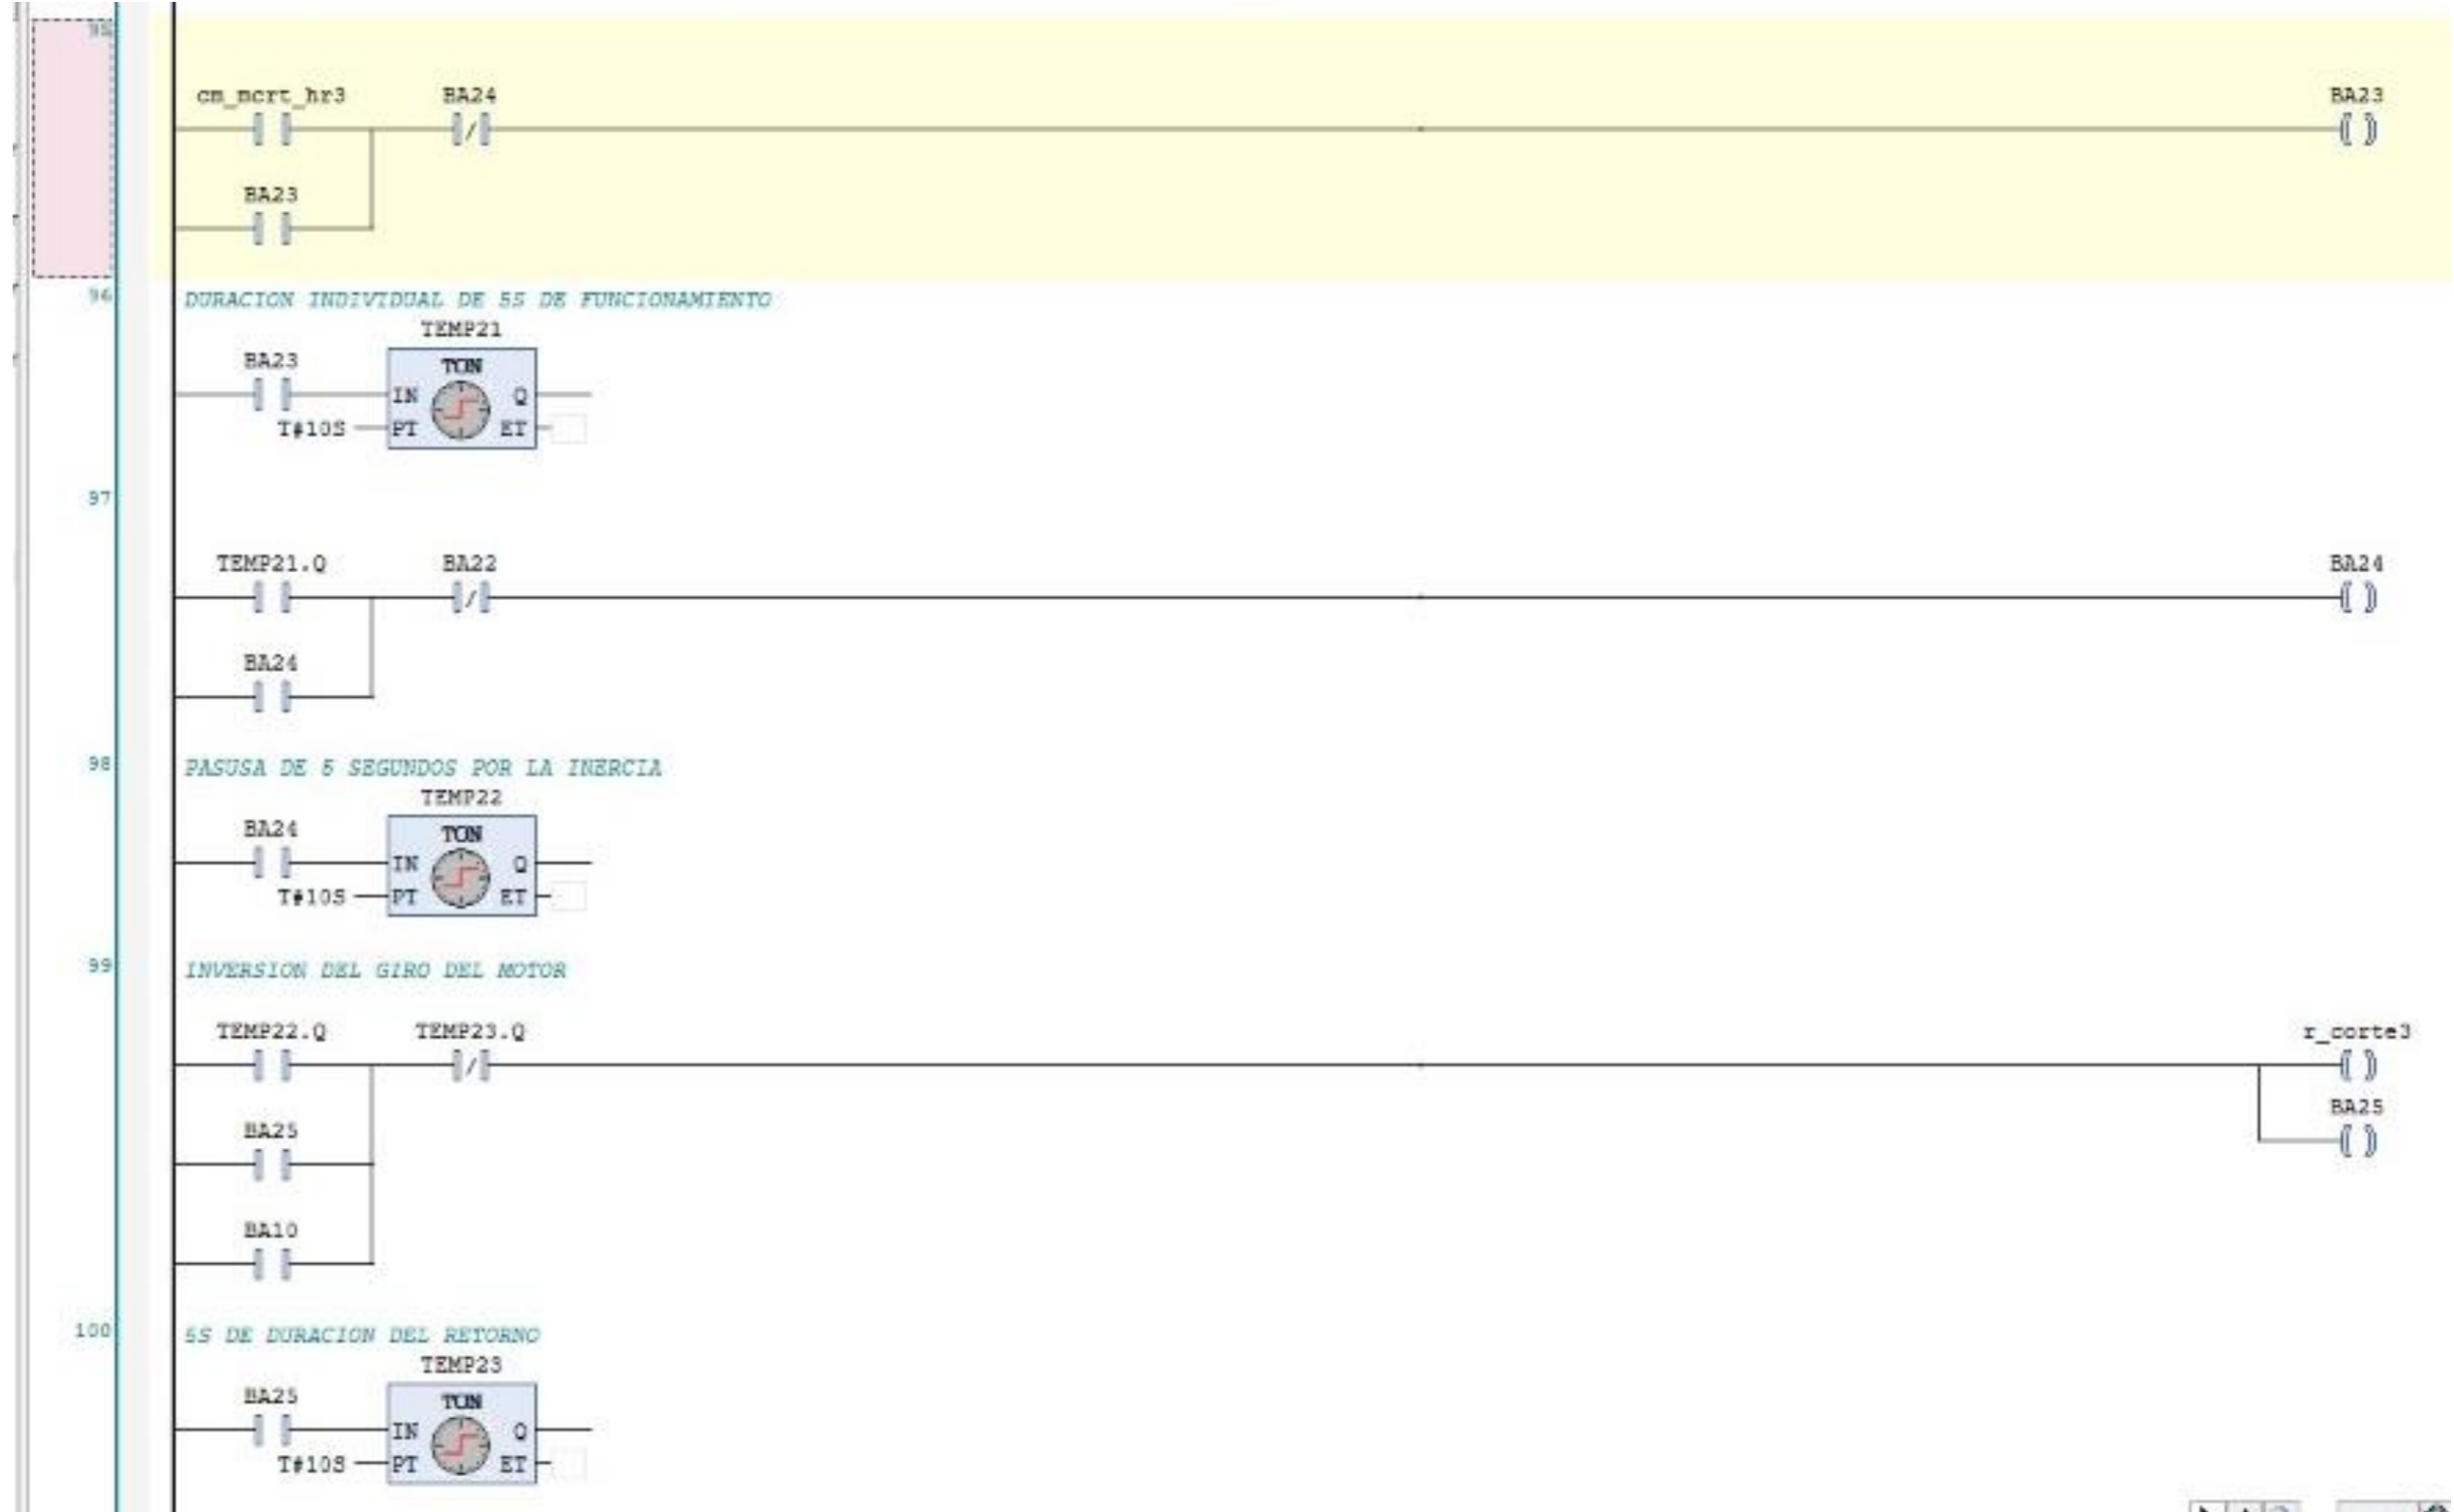 95
cm_mcrt_hr3 BA24 BA23
BA23
96 DURACION INDIVIDUAL DE 5S DE FUNCIONAMIENTO
TEMP21
BA23 TON
IN Q
T#10S PT ET
97
TEMP21.Q BA22 BA24
BA24
98 PASUSA DE 5 SEGUNDOS POR LA INERCIA
TEMP22
BA24 TON
IN Q
T#10S PT ET
99 INVERSION DEL GIRO DEL MOTOR
TEMP22.Q TEMP23.Q r_corte3
BA25
BA25
BA10
100 5S DE DURACION DEL RETORNO
TEMP23
BA25 TON
IN Q
T#10S PT ET